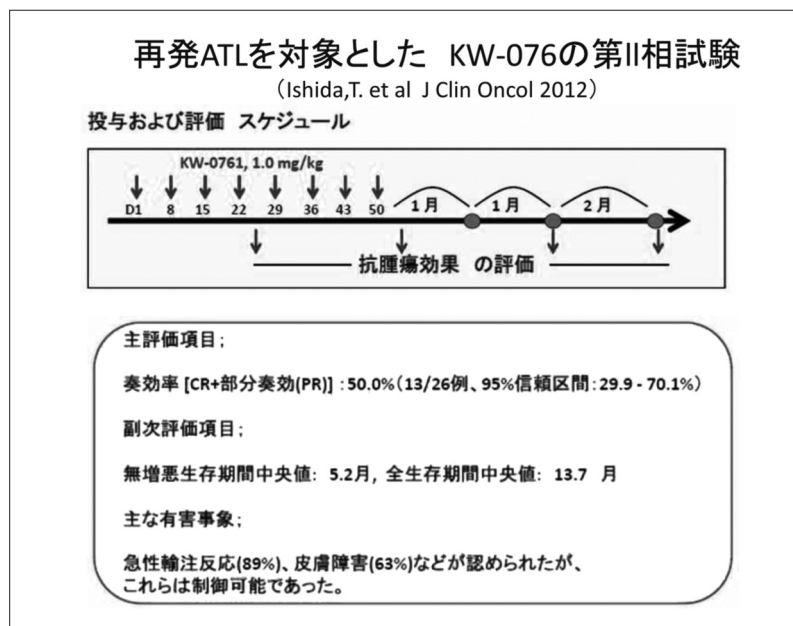 再発ATLを対象とした KW-076の第II相試験
（Ishida,T. et al J Clin Oncol 2012）
投与および評価 スケジュール
KW-0761, 1.0 mg/kg
D1 8 15 22 29 36 43 50 1月 1月 2月
抗腫瘍効果 の評価
主評価項目；
奏効率 [CR+部分奏効(PR)]：50.0%（13/26例、95%信頼区間：29.9 - 70.1%）
副次評価項目；
無増悪生存期間中央値： 5.2月, 全生存期間中央値： 13.7 月
主な有害事象；
急性輸注反応(89%)、皮膚障害(63%)などが認められたが、
これらは制御可能であった。